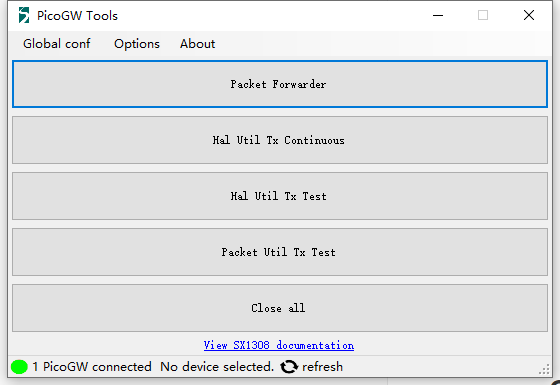 PicoGW Tools
Global conf Options About
Packet Forwarder
Hal Util Tx Continuous
Hal Util Tx Test
Packet Util Tx Test
Close all
View SX1308 documentation
1 PicoGW connected No device selected. refresh